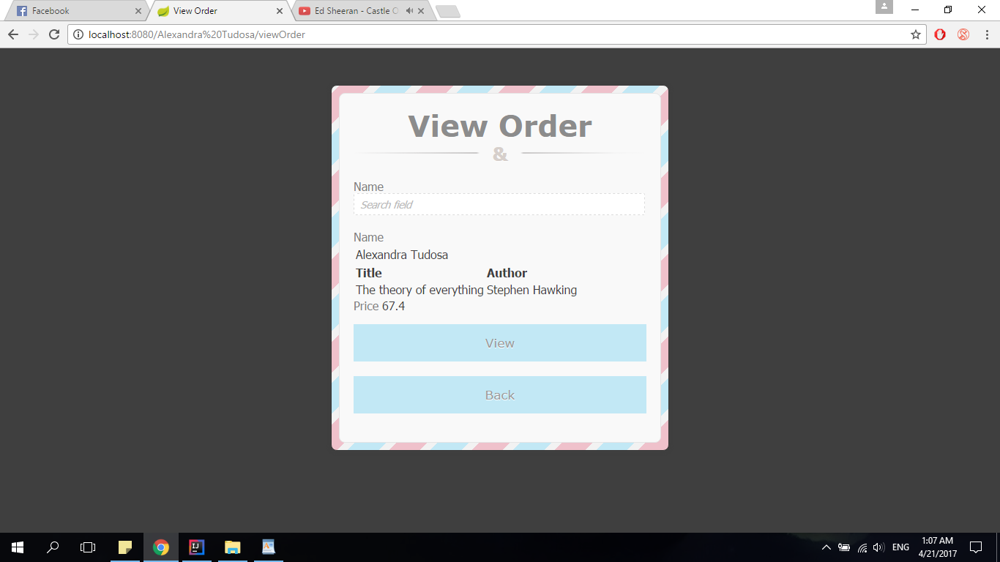 Facebook
View Order
Ed Sheeran - Castle O
localhost:8080/Alexandra%20Tudosa/viewOrder
View Order
&
Name
Search field
Name
Alexandra Tudosa
Title Author
The theory of everything Stephen Hawking
Price 67.4
View
Back
IJ
ENG
1:07 AM
4/21/2017